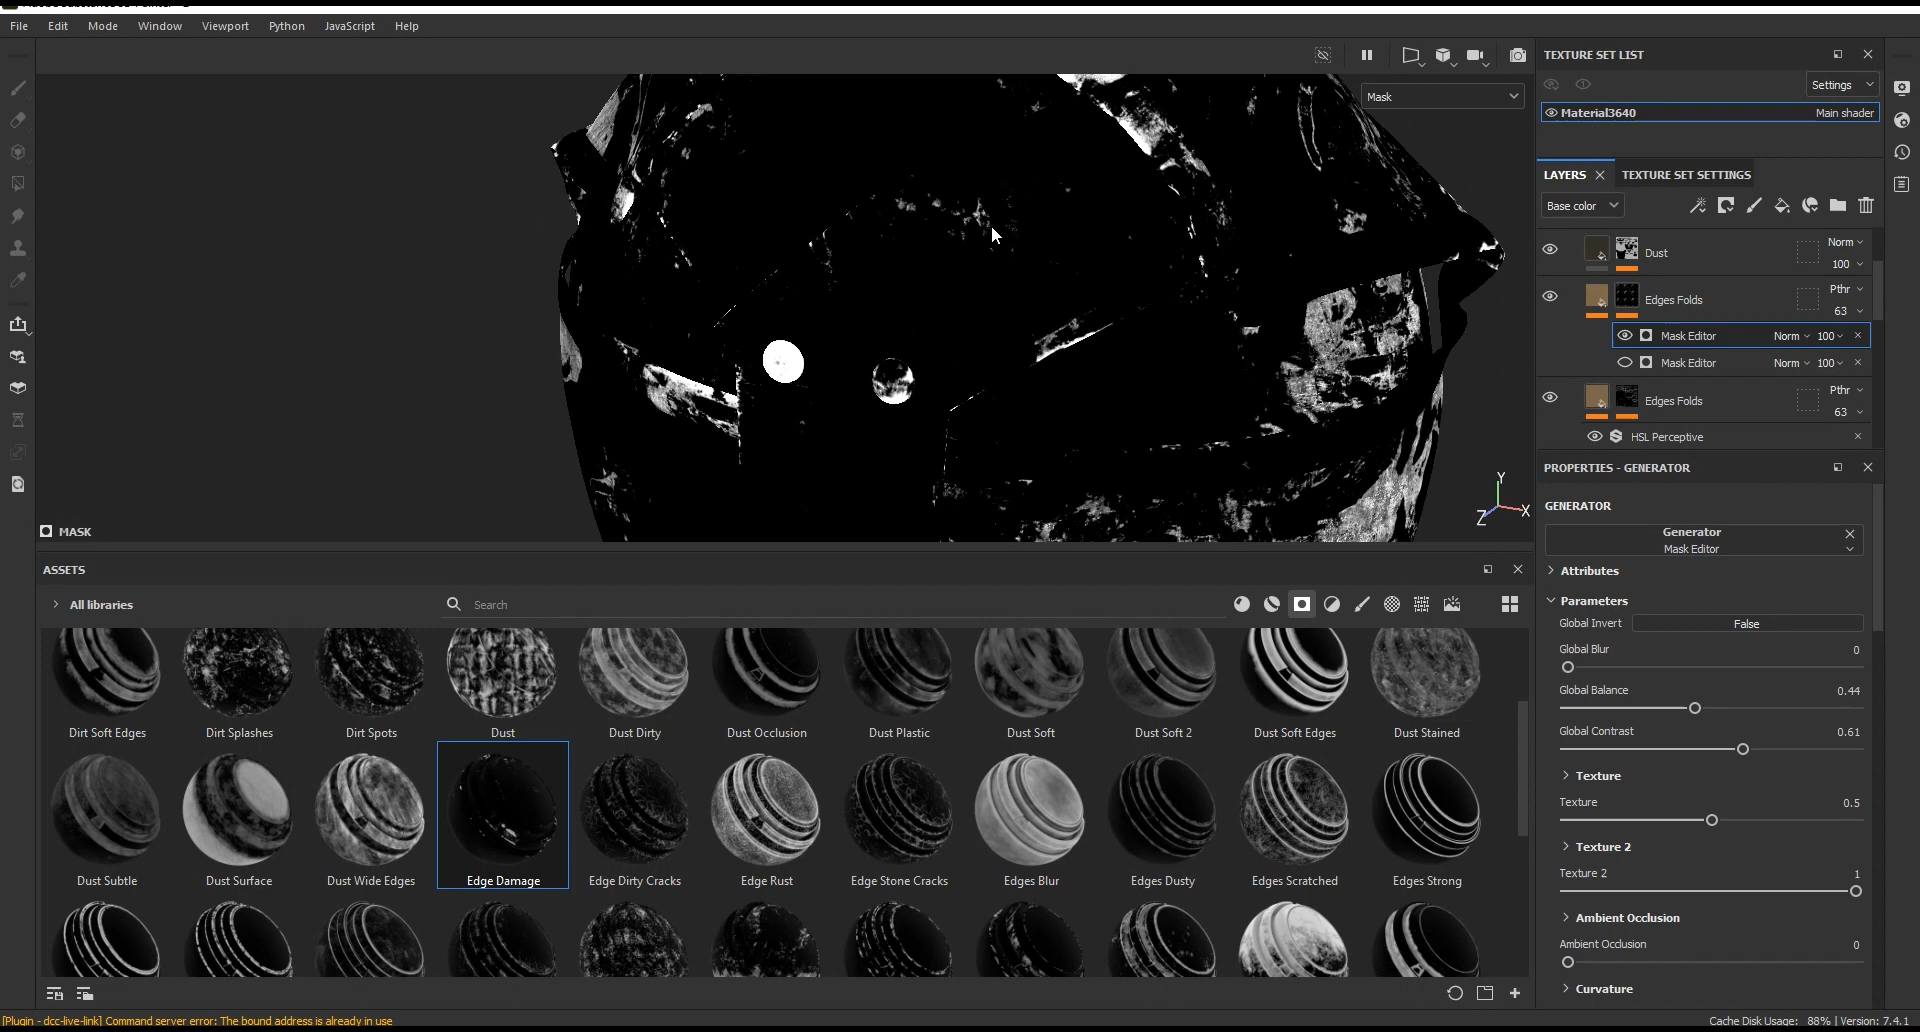 File Edit Mode Window Viewport Python JavaScript Help
TEXTURE SET LIST
Mask
Settings
Material3640 Main shader
LAYERS TEXTURE SET SETTINGS
Base color
Norm
Dust
100
Pthr
Edges Folds
63
Mask Editor Norm 100
Mask Editor Norm 100
Pthr
Edges Folds
63
HSL Perceptive
Y
Z X
MASK
PROPERTIES - GENERATOR
GENERATOR
Generator
Mask Editor
Attributes
Parameters
Global Invert False
Global Blur 0
Global Balance 0.44
Global Contrast 0.61
Texture
Texture 0.5
Texture 2
Texture 2 1
Ambient Occlusion
Ambient Occlusion 0
Curvature
ASSETS
All libraries
Search
Dirt Soft Edges Dirt Splashes Dirt Spots Dust Dust Dirty Dust Occlusion Dust Plastic Dust Soft Dust Soft 2 Dust Soft Edges Dust Stained
Dust Subtle Dust Surface Dust Wide Edges Edge Damage Edge Dirty Cracks Edge Rust Edge Stone Cracks Edges Blur Edges Dusty Edges Scratched Edges Strong
[Plugin - dcc-live-link] Command server error: The bound address is already in use
Cache Disk Usage: 88% | Version: 7.4.1